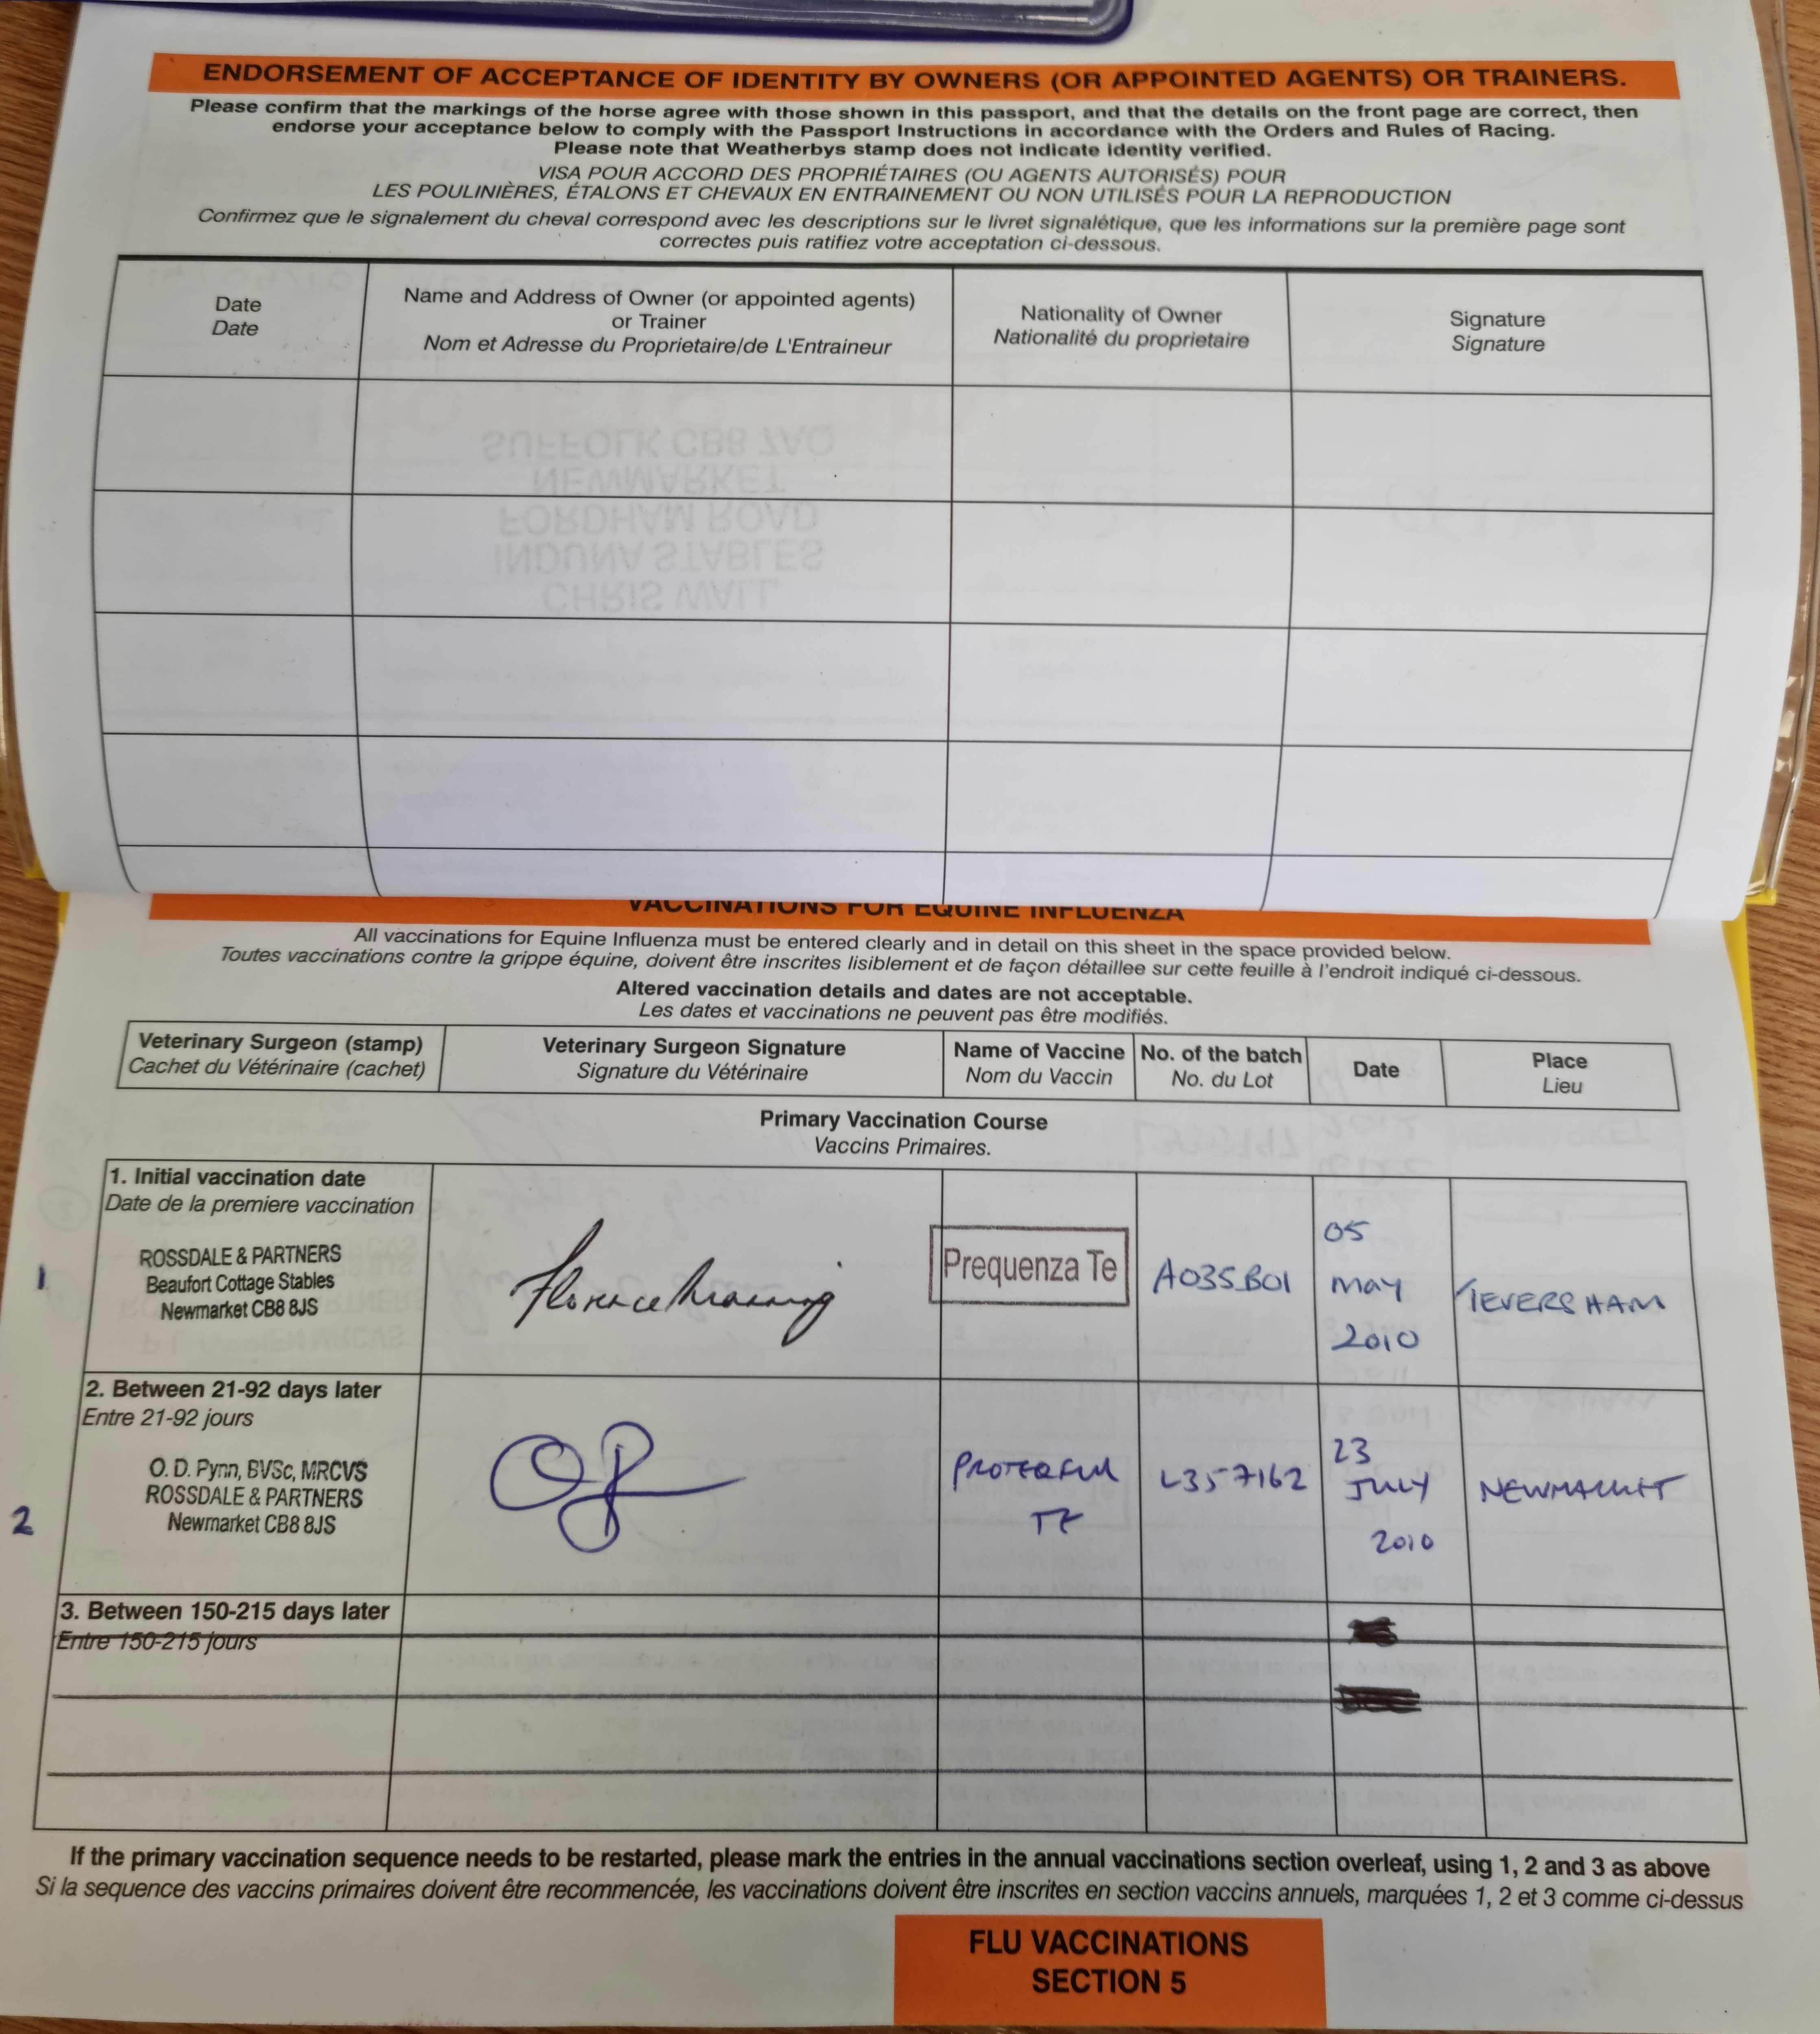 ENDORSEMENT OF ACCEPTANCE OF IDENTITY BY OWNERS (OR APPOINTED AGENTS) OR TRAINERS.
Please confirm that the markings of the horse agree with those shown in this passport, and that the details on the front page are correct, then
endorse your acceptance below to comply with the Passport Instructions in accordance with the Orders and Rules of Racing.
Please note that Weatherbys stamp does not indicate identity verified.
VISA POUR ACCORD DES PROPRIÉTAIRES (OU AGENTS AUTORISÉS) POUR
LES POULINIÈRES, ÉTALONS ET CHEVAUX EN ENTRAINEMENT OU NON UTILISÉS POUR LA REPRODUCTION
Confirmez que le signalement du cheval correspond avec les descriptions sur le livret signalétique, que les informations sur la première page sont
correctes puis ratifiez votre acceptation ci-dessous.
Date
Date
Name and Address of Owner (or appointed agents)
or Trainer
Nom et Adresse du Proprietaire/de L'Entraineur
Nationality of Owner
Nationalité du proprietaire
Signature
Signature
SUFFOLK CB8 7AQ
NEWMARKET
FORDHAM ROAD
INDUNA STABLES
CHRIS WALL
VACCINATIONS FOR EQUINE INFLUENZA
All vaccinations for Equine Influenza must be entered clearly and in detail on this sheet in the space provided below.
Toutes vaccinations contre la grippe équine, doivent être inscrites lisiblement et de façon détaillee sur cette feuille à l'endroit indiqué ci-dessous.
Altered vaccination details and dates are not acceptable.
Les dates et vaccinations ne peuvent pas être modifiés.
Veterinary Surgeon (stamp)
Cachet du Vétérinaire (cachet)
Veterinary Surgeon Signature
Signature du Vétérinaire
Name of Vaccine
Nom du Vaccin
No. of the batch
No. du Lot
Date
Place
Lieu
Primary Vaccination Course
Vaccins Primaires.
1. Initial vaccination date
Date de la premiere vaccination
1
ROSSDALE & PARTNERS
Beaufort Cottage Stables
Newmarket CB8 8JS
Prequenza Te
A035B01
05
may
2010
TEVERSHAM
2. Between 21-92 days later
Entre 21-92 jours
2
O. D. Pynn, BVSc, MRCVS
ROSSDALE & PARTNERS
Newmarket CB8 8JS
L357162
23
JULY
2010
NEWMARKET
3. Between 150-215 days later
Entre 150-215 jours
If the primary vaccination sequence needs to be restarted, please mark the entries in the annual vaccinations section overleaf, using 1, 2 and 3 as above
Si la sequence des vaccins primaires doivent être recommencée, les vaccinations doivent être inscrites en section vaccins annuels, marquées 1, 2 et 3 comme ci-dessus
FLU VACCINATIONS
SECTION 5